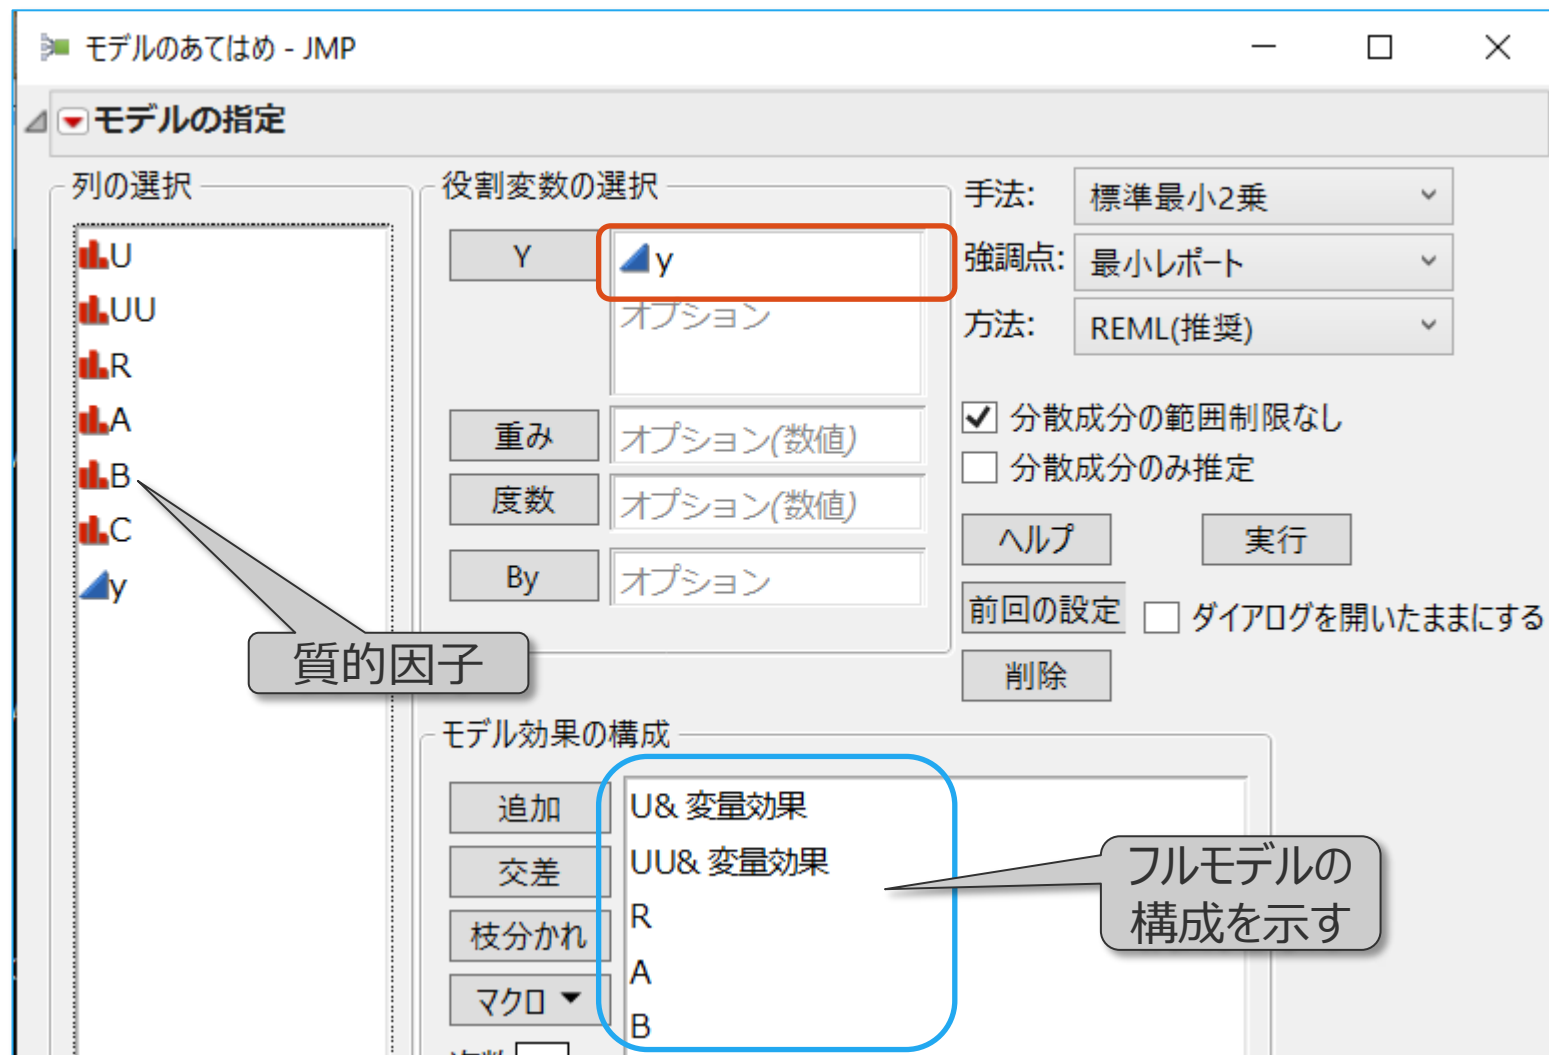 モデルのあてはめ - JMP
モデルの指定
列の選択
U
UU
R
A
B
C
y
質的因子
役割変数の選択
Y
y
オプション
重み
オプション(数値)
度数
オプション(数値)
By
オプション
手法: 標準最小2乗
強調点: 最小レポート
方法: REML(推奨)
分散成分の範囲制限なし
分散成分のみ推定
ヘルプ
実行
前回の設定
ダイアログを開いたままにする
削除
モデル効果の構成
追加
交差
枝分かれ
マクロ
U& 変量効果
UU& 変量効果
R
A
B
フルモデルの
構成を示す